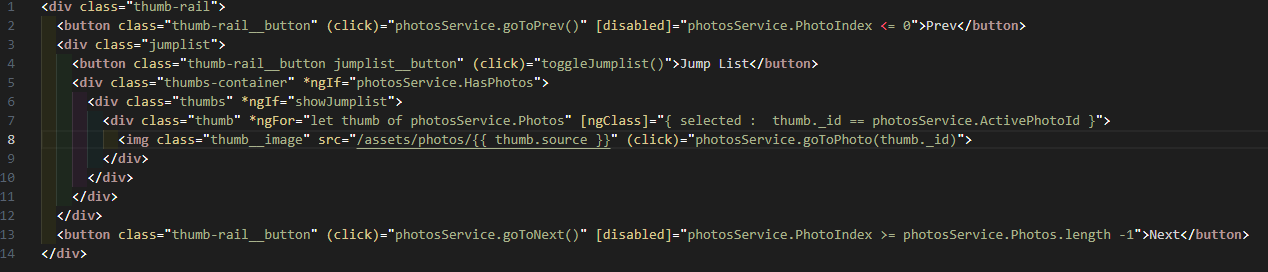 1 <div class="thumb-rail">
2   <button class="thumb-rail__button" (click)="photosService.goToPrev()" [disabled]="photosService.PhotoIndex <= 0">Prev</button>
3   <div class="jumplist">
4     <button class="thumb-rail__button jumplist__button" (click)="toggleJumplist()">Jump List</button>
5     <div class="thumbs-container" *ngIf="photosService.HasPhotos">
6       <div class="thumbs" *ngIf="showJumplist">
7         <div class="thumb" *ngFor="let thumb of photosService.Photos" [ngClass]="{ selected :  thumb._id == photosService.ActivePhotoId }">
8           <img class="thumb__image" src="/assets/photos/{{ thumb.source }}" (click)="photosService.goToPhoto(thumb._id)">
9         </div>
10       </div>
11     </div>
12   </div>
13   <button class="thumb-rail__button" (click)="photosService.goToNext()" [disabled]="photosService.PhotoIndex >= photosService.Photos.length -1">Next</button>
14 </div>